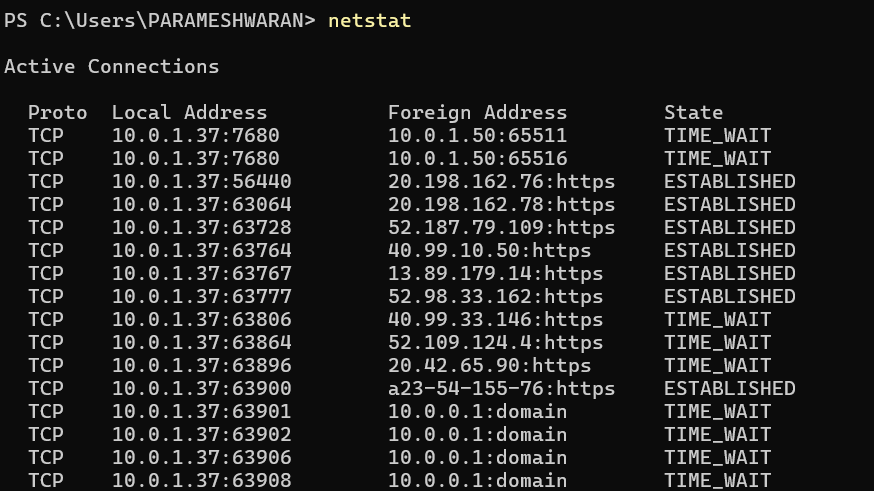 PS C:\Users\PARAMESHWARAN> netstat
Active Connections
Proto Local Address Foreign Address State
TCP 10.0.1.37:7680 10.0.1.50:65511 TIME_WAIT
TCP 10.0.1.37:7680 10.0.1.50:65516 TIME_WAIT
TCP 10.0.1.37:56440 20.198.162.76:https ESTABLISHED
TCP 10.0.1.37:63064 20.198.162.78:https ESTABLISHED
TCP 10.0.1.37:63728 52.187.79.109:https ESTABLISHED
TCP 10.0.1.37:63764 40.99.10.50:https ESTABLISHED
TCP 10.0.1.37:63767 13.89.179.14:https ESTABLISHED
TCP 10.0.1.37:63777 52.98.33.162:https ESTABLISHED
TCP 10.0.1.37:63806 40.99.33.146:https TIME_WAIT
TCP 10.0.1.37:63864 52.109.124.4:https TIME_WAIT
TCP 10.0.1.37:63896 20.42.65.90:https TIME_WAIT
TCP 10.0.1.37:63900 a23-54-155-76:https ESTABLISHED
TCP 10.0.1.37:63901 10.0.0.1:domain TIME_WAIT
TCP 10.0.1.37:63902 10.0.0.1:domain TIME_WAIT
TCP 10.0.1.37:63906 10.0.0.1:domain TIME_WAIT
TCP 10.0.1.37:63908 10.0.0.1:domain TIME_WAIT